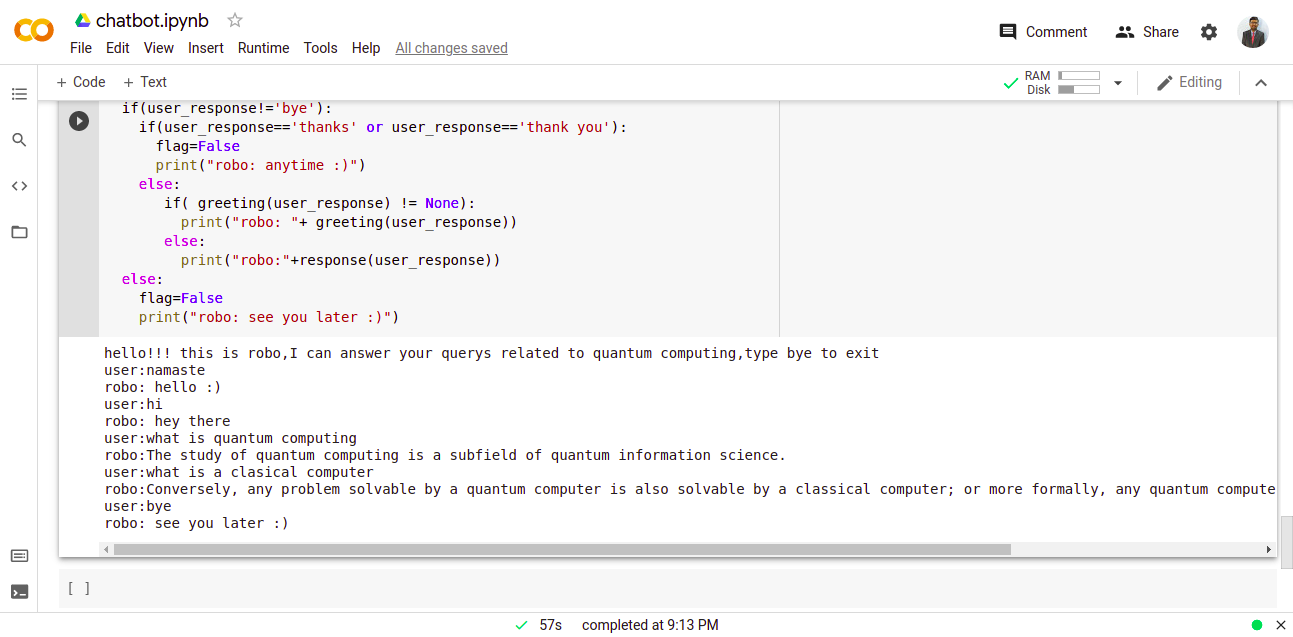 chatbot.ipynb
File Edit View Insert Runtime Tools Help All changes saved
Comment Share
+ Code + Text
RAM
Disk
Editing
if(user_response!='bye'):
if(user_response=='thanks' or user_response=='thank you'):
flag=False
print("robo: anytime :)")
else:
if( greeting(user_response) != None):
print("robo: "+ greeting(user_response))
else:
print("robo:"+response(user_response))
else:
flag=False
print("robo: see you later :)")
hello!!! this is robo,I can answer your querys related to quantum computing,type bye to exit
user:namaste
robo: hello :)
user:hi
robo: hey there
user:what is quantum computing
robo:The study of quantum computing is a subfield of quantum information science.
user:what is a clasical computer
robo:Conversely, any problem solvable by a quantum computer is also solvable by a classical computer; or more formally, any quantum compute
user:bye
robo: see you later :)
[ ]
57s completed at 9:13 PM